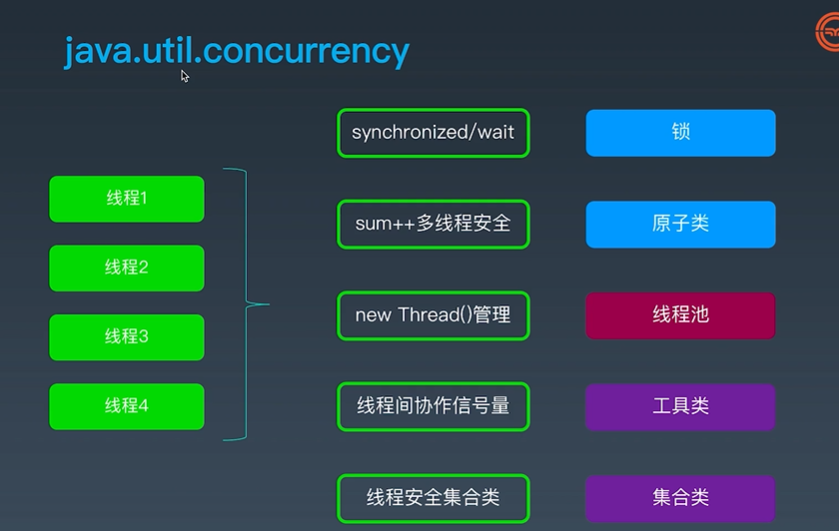 java.util.concurrency
线程1
线程2
线程3
线程4
synchronized/wait
锁
sum++多线程安全
原子类
new Thread()管理
线程池
线程间协作信号量
工具类
线程安全集合类
集合类